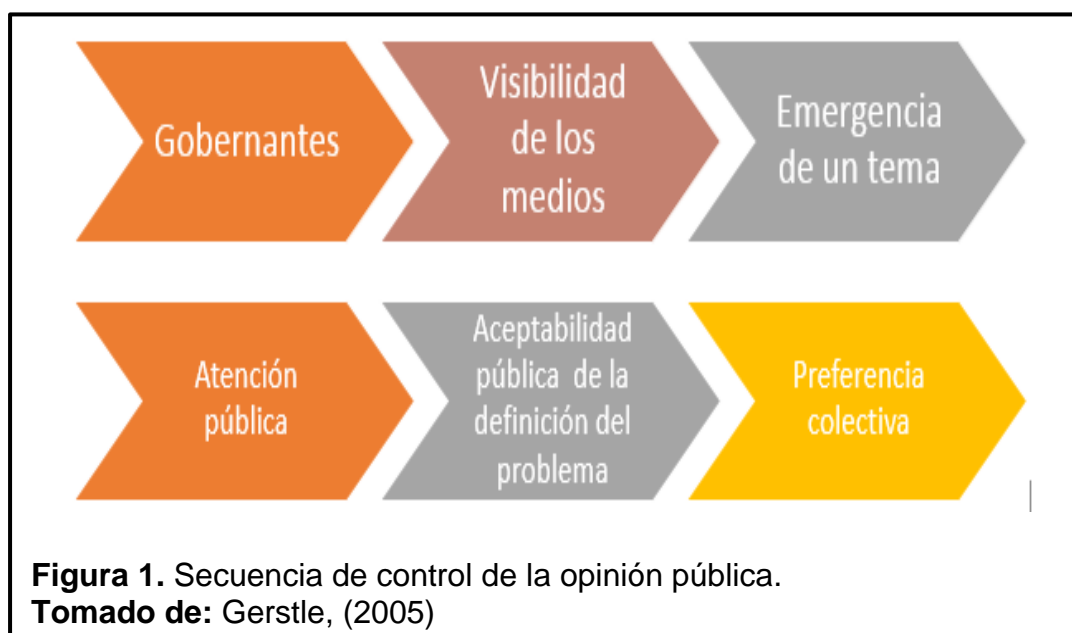 Gobernantes
Visibilidad
de los
medios
Emergencia
de un tema
Atención
pública
Aceptabilidad
pública de la
definición del
problema
Preferencia
colectiva
Figura 1. Secuencia de control de la opinión pública.
Tomado de: Gerstle, (2005)